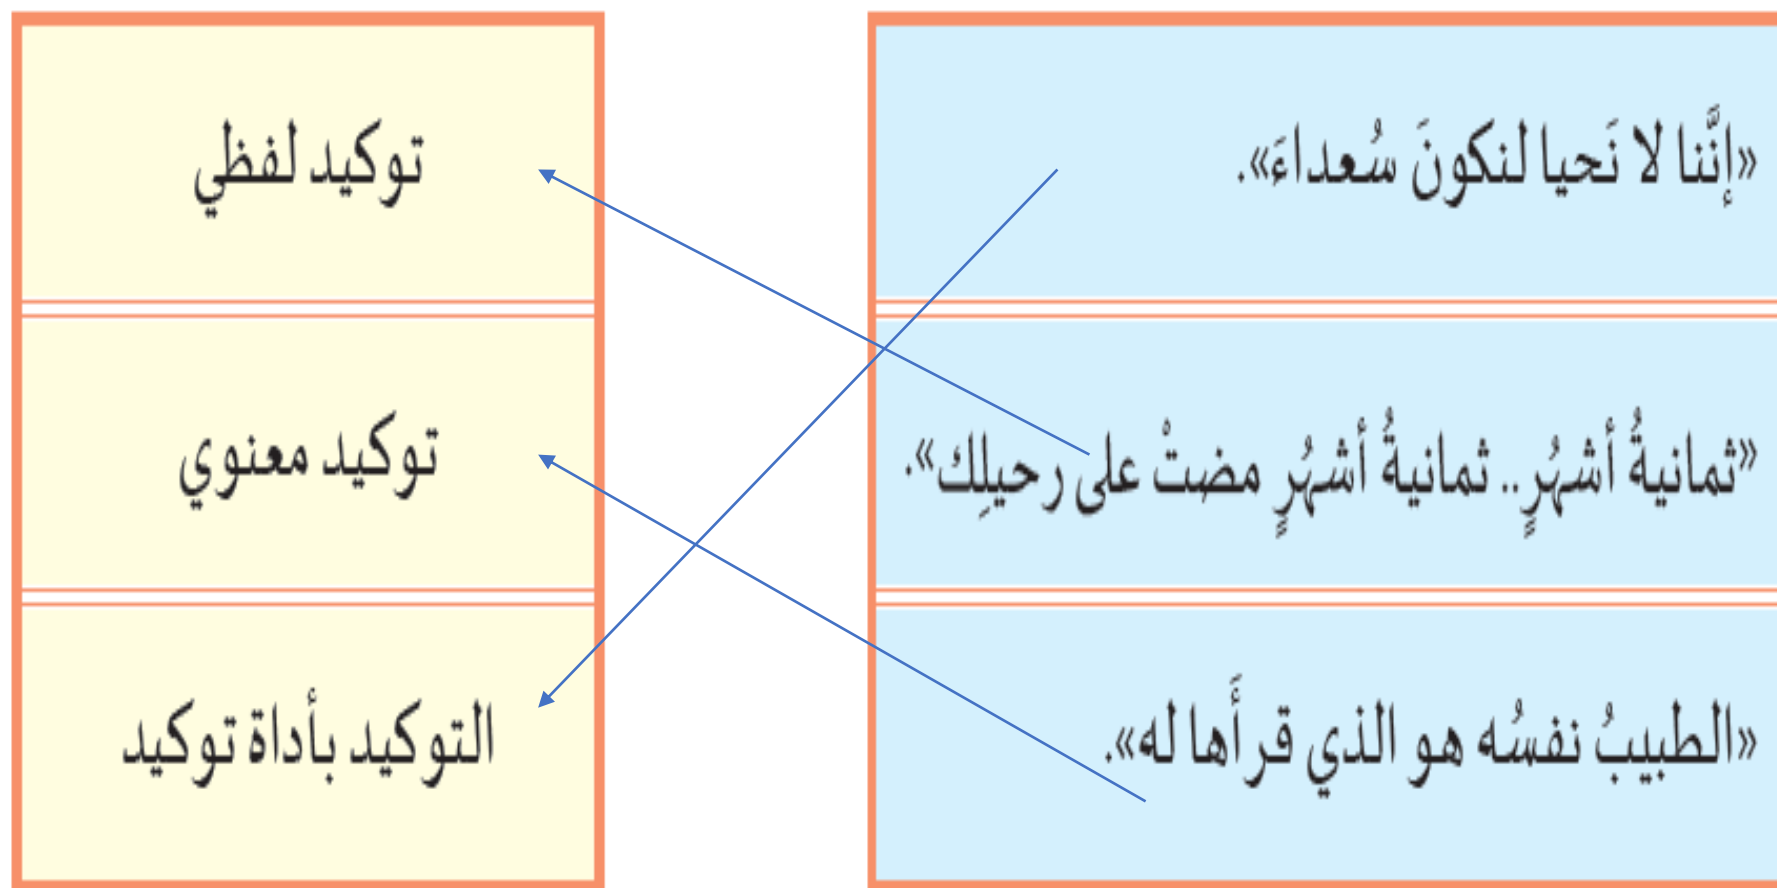 «إنَّنا لا نَحيا لنكونَ سُعداءَ».
توكيد لفظي
«ثمانيةُ أشهُرٍ.. ثمانيةُ أشهُرٍ مضتْ على رحيلِك».
توكيد معنوي
«الطبيبُ نفسُه هو الذي قرأَها له».
التوكيد بأداة توكيد